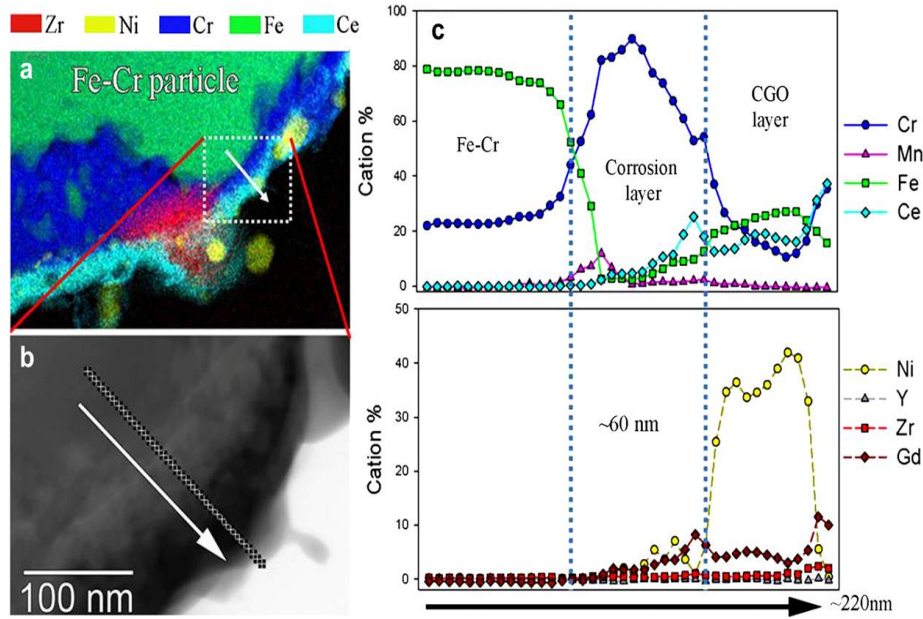 Zr Ni Cr Fe Ce
a
Fe-Cr particle
b
100 nm
c
Cation %
100
80
60
40
20
0
Fe-Cr
Corrosion
layer
CGO
layer
Cr
Mn
Fe
Ce
Cation %
50
40
30
20
10
0
~60 nm
Ni
Y
Zr
Gd
~220nm